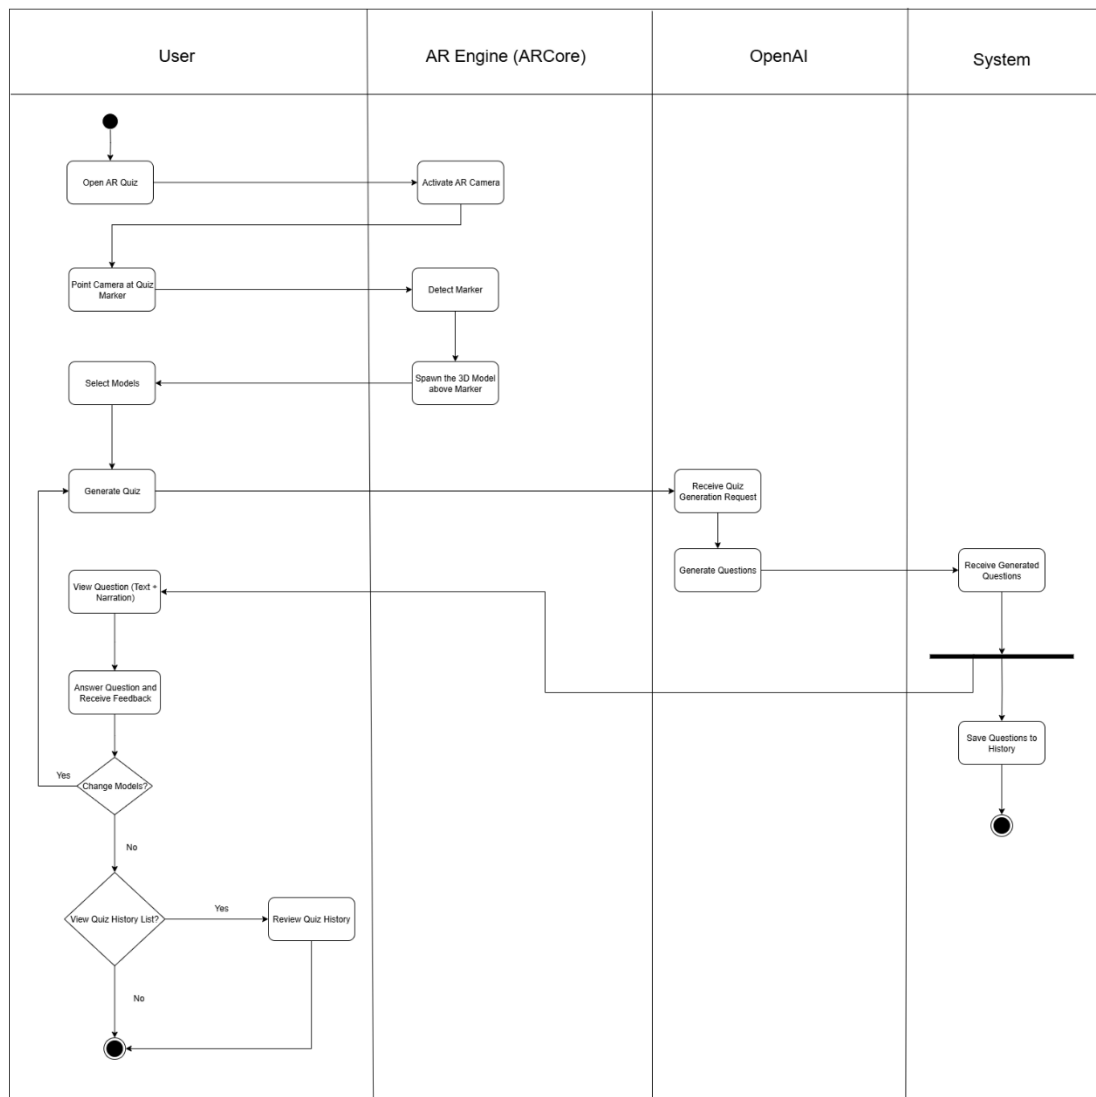 User
AR Engine (ARCore)
OpenAI
System
Open AR Quiz
Activate AR Camera
Point Camera at Quiz
Marker
Detect Marker
Select Models
Spawn the 3D Model
above Marker
Generate Quiz
Receive Quiz
Generation Request
Generate Questions
Receive Generated
Questions
View Question (Text +
Narration)
Answer Question and
Receive Feedback
Save Questions to
History
Yes
Change Models?
No
View Quiz History List?
Yes
Review Quiz History
No